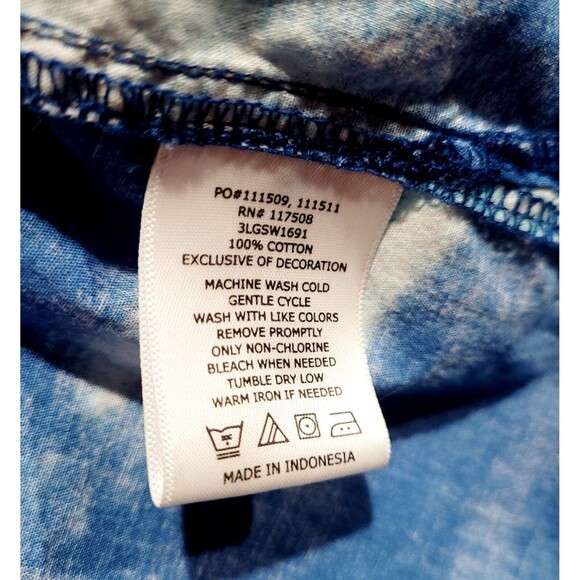 PO#111509, 111511
RN# 117508
3LGSW1691
100% COTTON
EXCLUSIVE OF DECORATION
MACHINE WASH COLD
GENTLE CYCLE
WASH WITH LIKE COLORS
REMOVE PROMPTLY
ONLY NON-CHLORINE
BLEACH WHEN NEEDED
TUMBLE DRY LOW
WARM IRON IF NEEDED
MADE IN INDONESIA